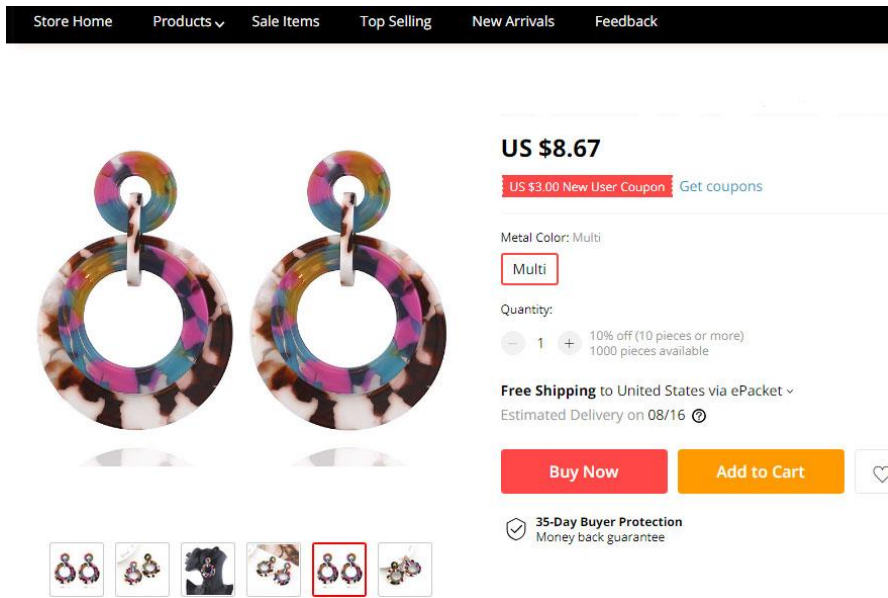 Store Home Products Sale Items Top Selling New Arrivals Feedback
US $8.67
US $3.00 New User Coupon Get coupons
Metal Color: Multi
Multi
Quantity:
1
10% off (10 pieces or more)
1000 pieces available
Free Shipping to United States via ePacket
Estimated Delivery on 08/16
Buy Now Add to Cart
35-Day Buyer Protection
Money back guarantee